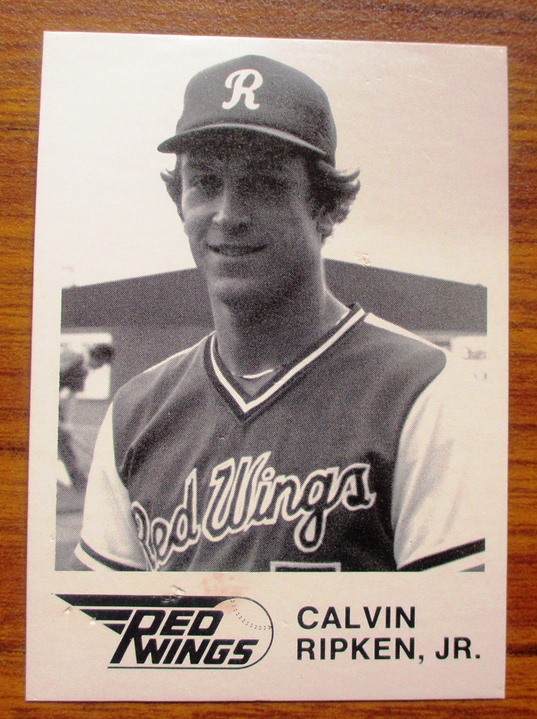 R
Red Wings
RED
WINGS
CALVIN
RIPKEN, JR.